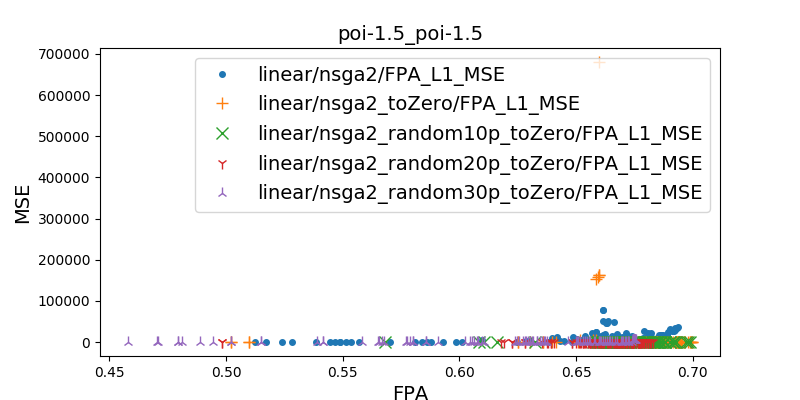 poi-1.5_poi-1.5
700000
600000
500000
400000
300000
200000
100000
0
MSE
linear/nsga2/FPA_L1_MSE
linear/nsga2_toZero/FPA_L1_MSE
linear/nsga2_random10p_toZero/FPA_L1_MSE
linear/nsga2_random20p_toZero/FPA_L1_MSE
linear/nsga2_random30p_toZero/FPA_L1_MSE
0.45 0.50 0.55 0.60 0.65 0.70
FPA